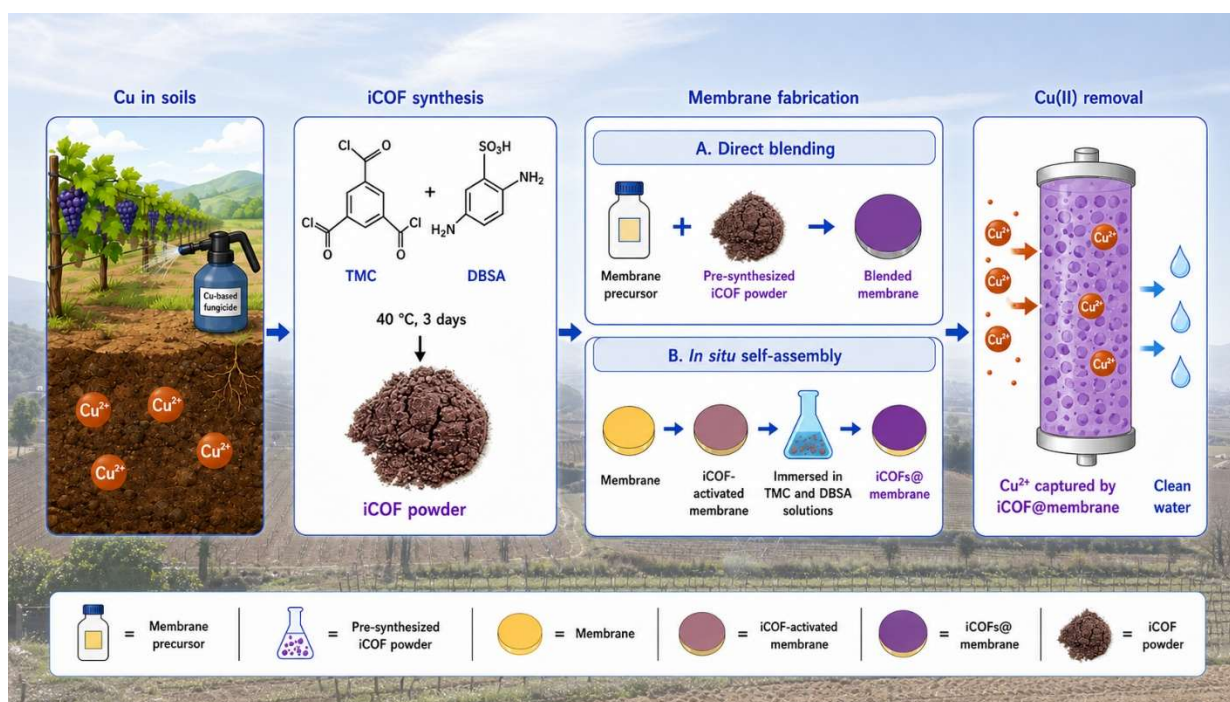 Cu in soils
Cu-based
fungicide
Cu²⁺
Cu²⁺
Cu²⁺
Cu²⁺
iCOF synthesis
Cl
O
Cl
O
Cl
O
+
SO₃H
NH₂
H₂N
TMC
DBSA
40 °C, 3 days
iCOF powder
Membrane fabrication
A. Direct blending
+
Membrane
precursor
Pre-synthesized
iCOF powder
Blended
membrane
B. In situ self-assembly
Membrane
iCOF-
activated
membrane
Immersed in
TMC and DBSA
solutions
iCOFs@
membrane
Cu(II) removal
Cu²⁺
Cu²⁺
Cu²⁺
Cu²⁺
Cu²⁺
Cu²⁺
Cu²⁺ captured by
iCOF@membrane
Clean
water
= Membrane
precursor
= Pre-synthesized
iCOF powder
= Membrane
= iCOF-activated
membrane
= iCOFs@
membrane
= iCOF
powder